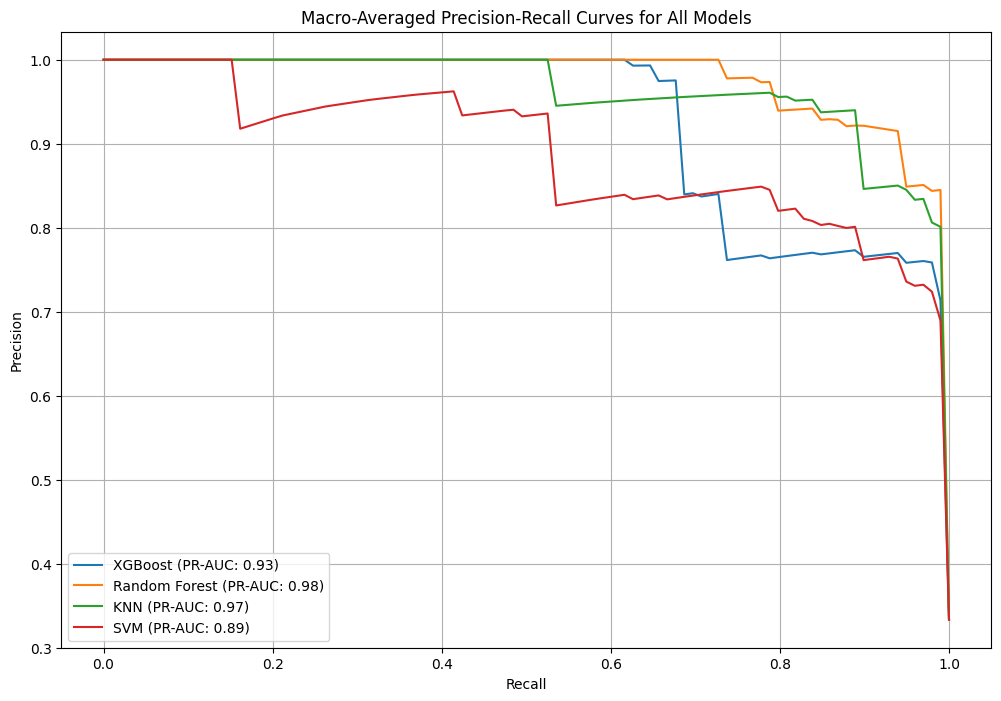 Macro-Averaged Precision-Recall Curves for All Models
Precision
1.0
0.9
0.8
0.7
0.6
0.5
0.4
0.3
XGBoost (PR-AUC: 0.93)
Random Forest (PR-AUC: 0.98)
KNN (PR-AUC: 0.97)
SVM (PR-AUC: 0.89)
0.0 0.2 0.4 0.6 0.8 1.0
Recall